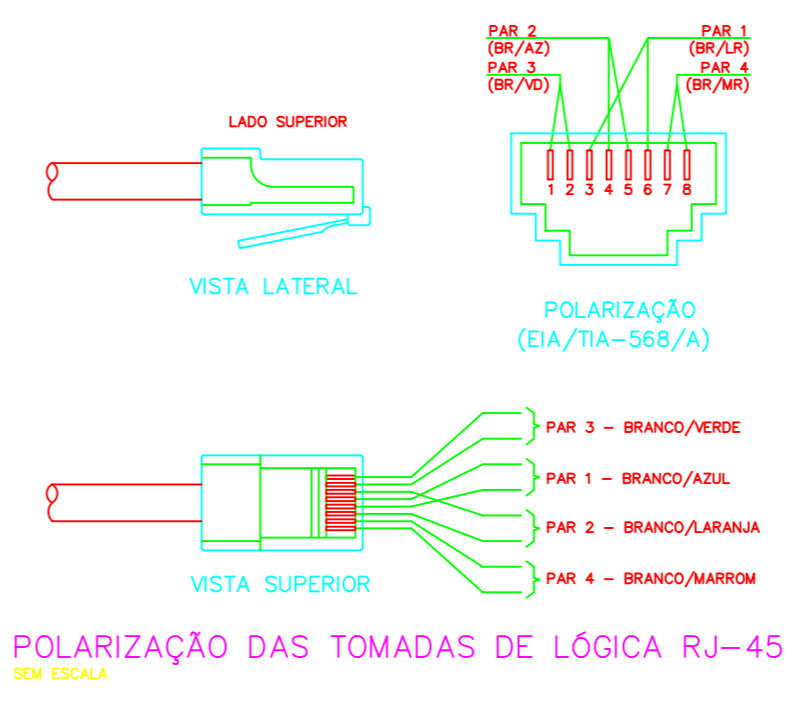 PAR 2
(BR/AZ)
PAR 3
(BR/VD)
PAR 1
(BR/LR)
PAR 4
(BR/MR)
LADO SUPERIOR
1 2 3 4 5 6 7 8
VISTA LATERAL
POLARIZAÇÃO
(EIA/TIA-568/A)
PAR 3 - BRANCO/VERDE
PAR 1 - BRANCO/AZUL
PAR 2 - BRANCO/LARANJA
PAR 4 - BRANCO/MARROM
VISTA SUPERIOR
POLARIZAÇÃO DAS TOMADAS DE LÓGICA RJ-45
SEM ESCALA